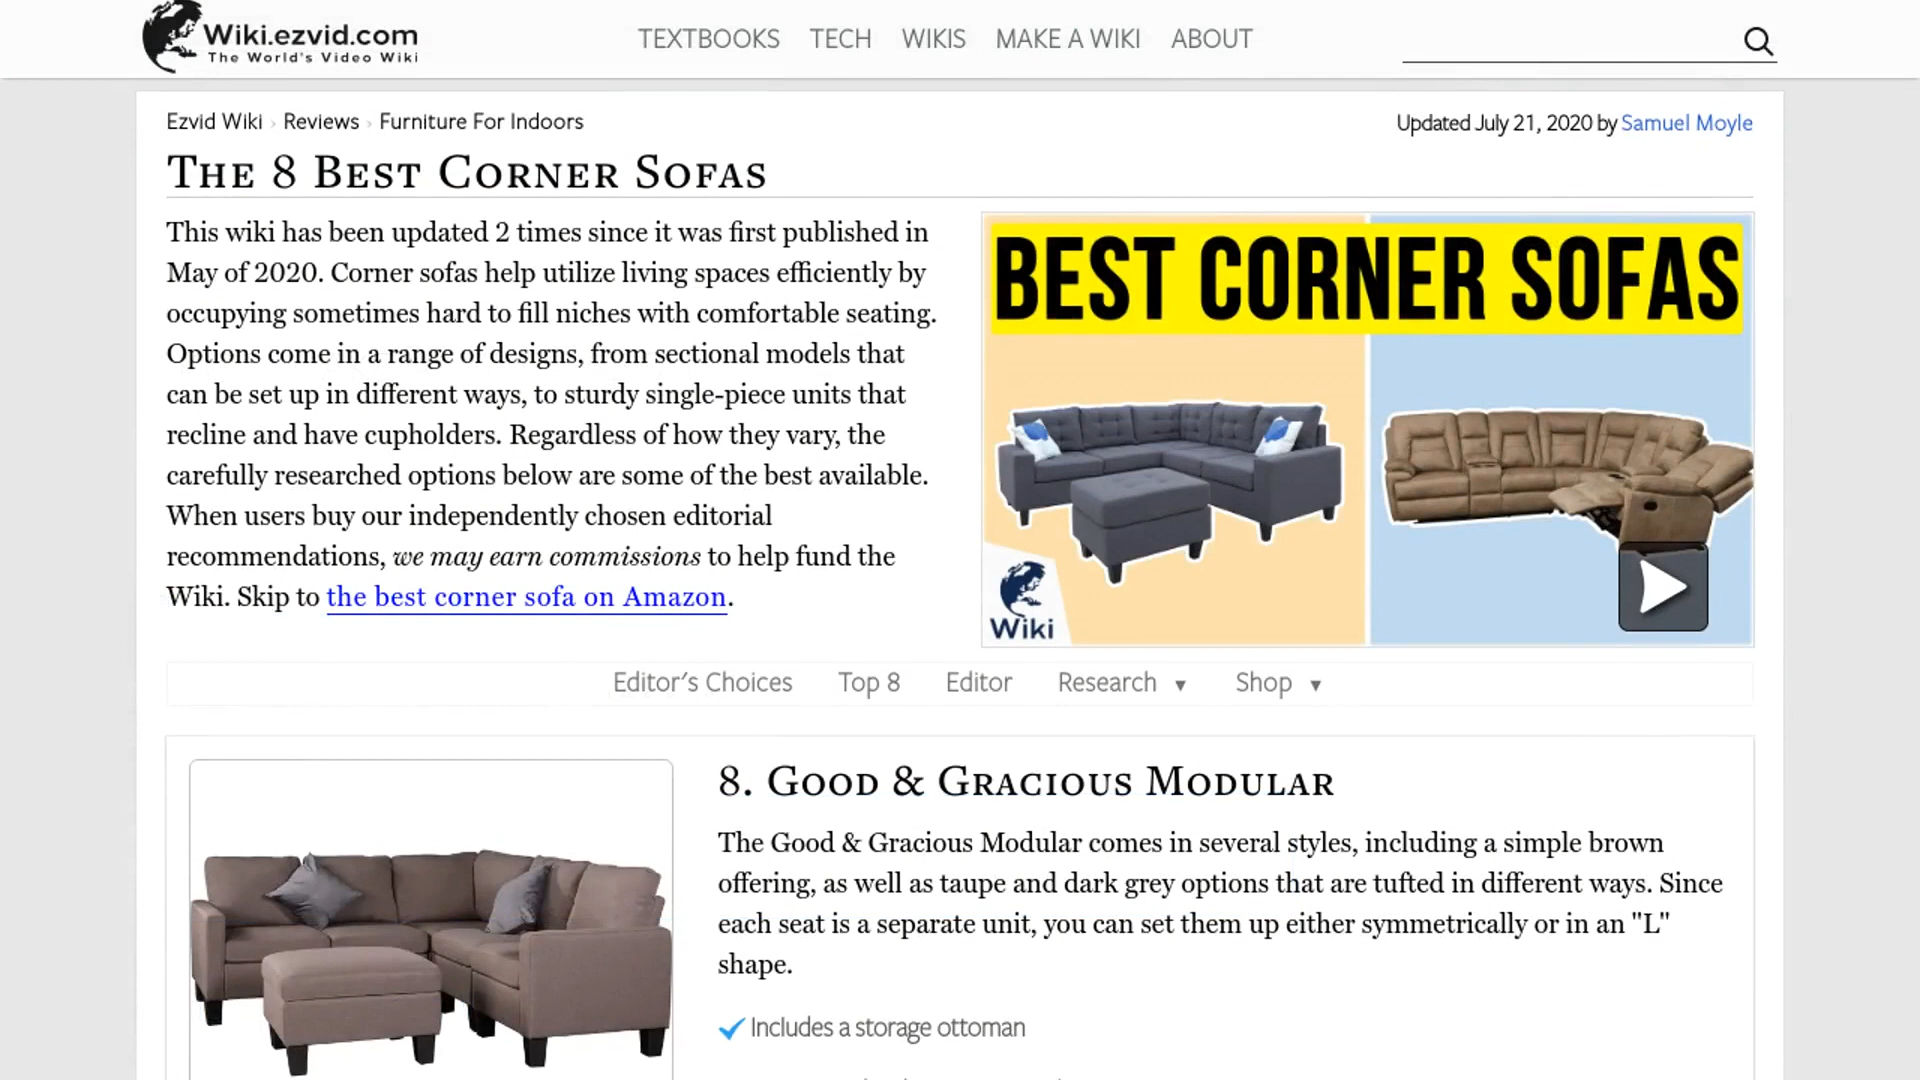 Wiki.ezvid.com
The World's Video Wiki
TEXTBOOKS TECH WIKIS MAKE A WIKI ABOUT
Ezvid Wiki › Reviews › Furniture For Indoors
Updated July 21, 2020 by Samuel Moyle
The 8 Best Corner Sofas
This wiki has been updated 2 times since it was first published in
May of 2020. Corner sofas help utilize living spaces efficiently by
occupying sometimes hard to fill niches with comfortable seating.
Options come in a range of designs, from sectional models that
can be set up in different ways, to sturdy single-piece units that
recline and have cupholders. Regardless of how they vary, the
carefully researched options below are some of the best available.
When users buy our independently chosen editorial
recommendations, we may earn commissions to help fund the
Wiki. Skip to the best corner sofa on Amazon.
BEST CORNER SOFAS
Wiki
Editor's Choices Top 8 Editor Research ▼ Shop ▼
8. Good & Gracious Modular
The Good & Gracious Modular comes in several styles, including a simple brown
offering, as well as taupe and dark grey options that are tufted in different ways. Since
each seat is a separate unit, you can set them up either symmetrically or in an "L"
shape.
Includes a storage ottoman